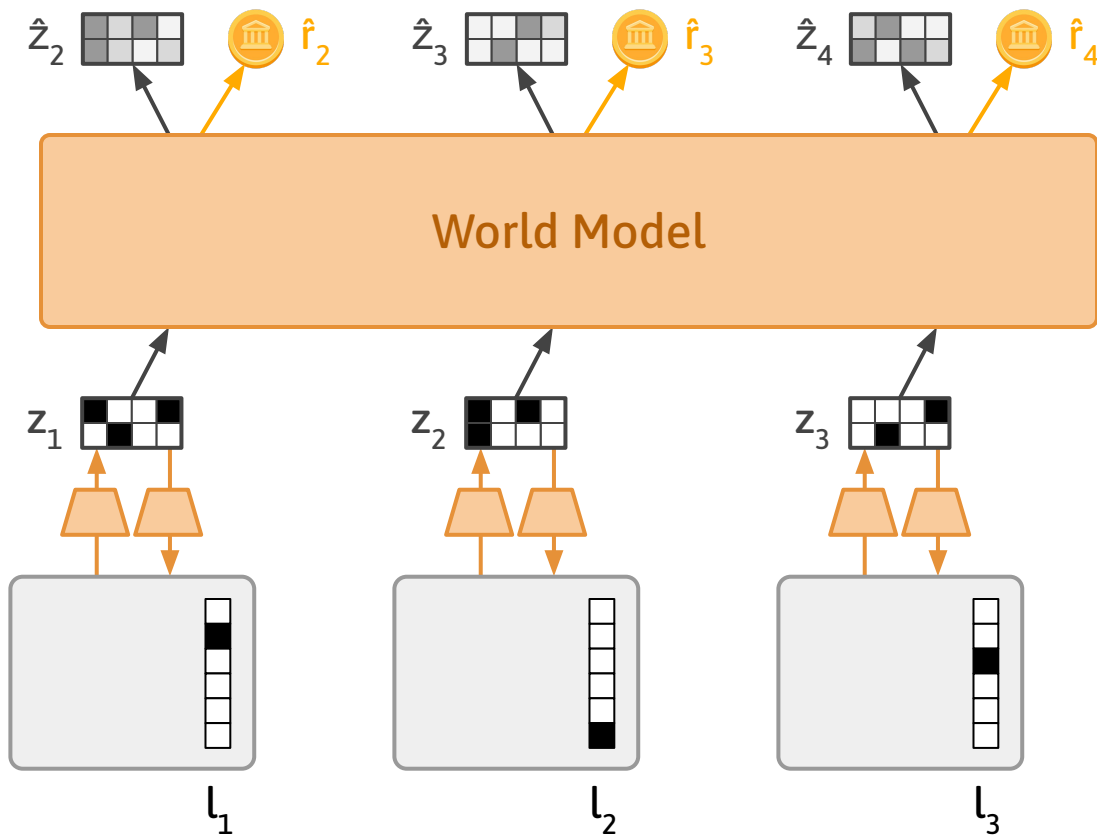 ẑ₂ r̂₂ ẑ₃ r̂₃ ẑ₄ r̂₄
World Model
z₁ z₂ z₃
l₁ l₂ l₃